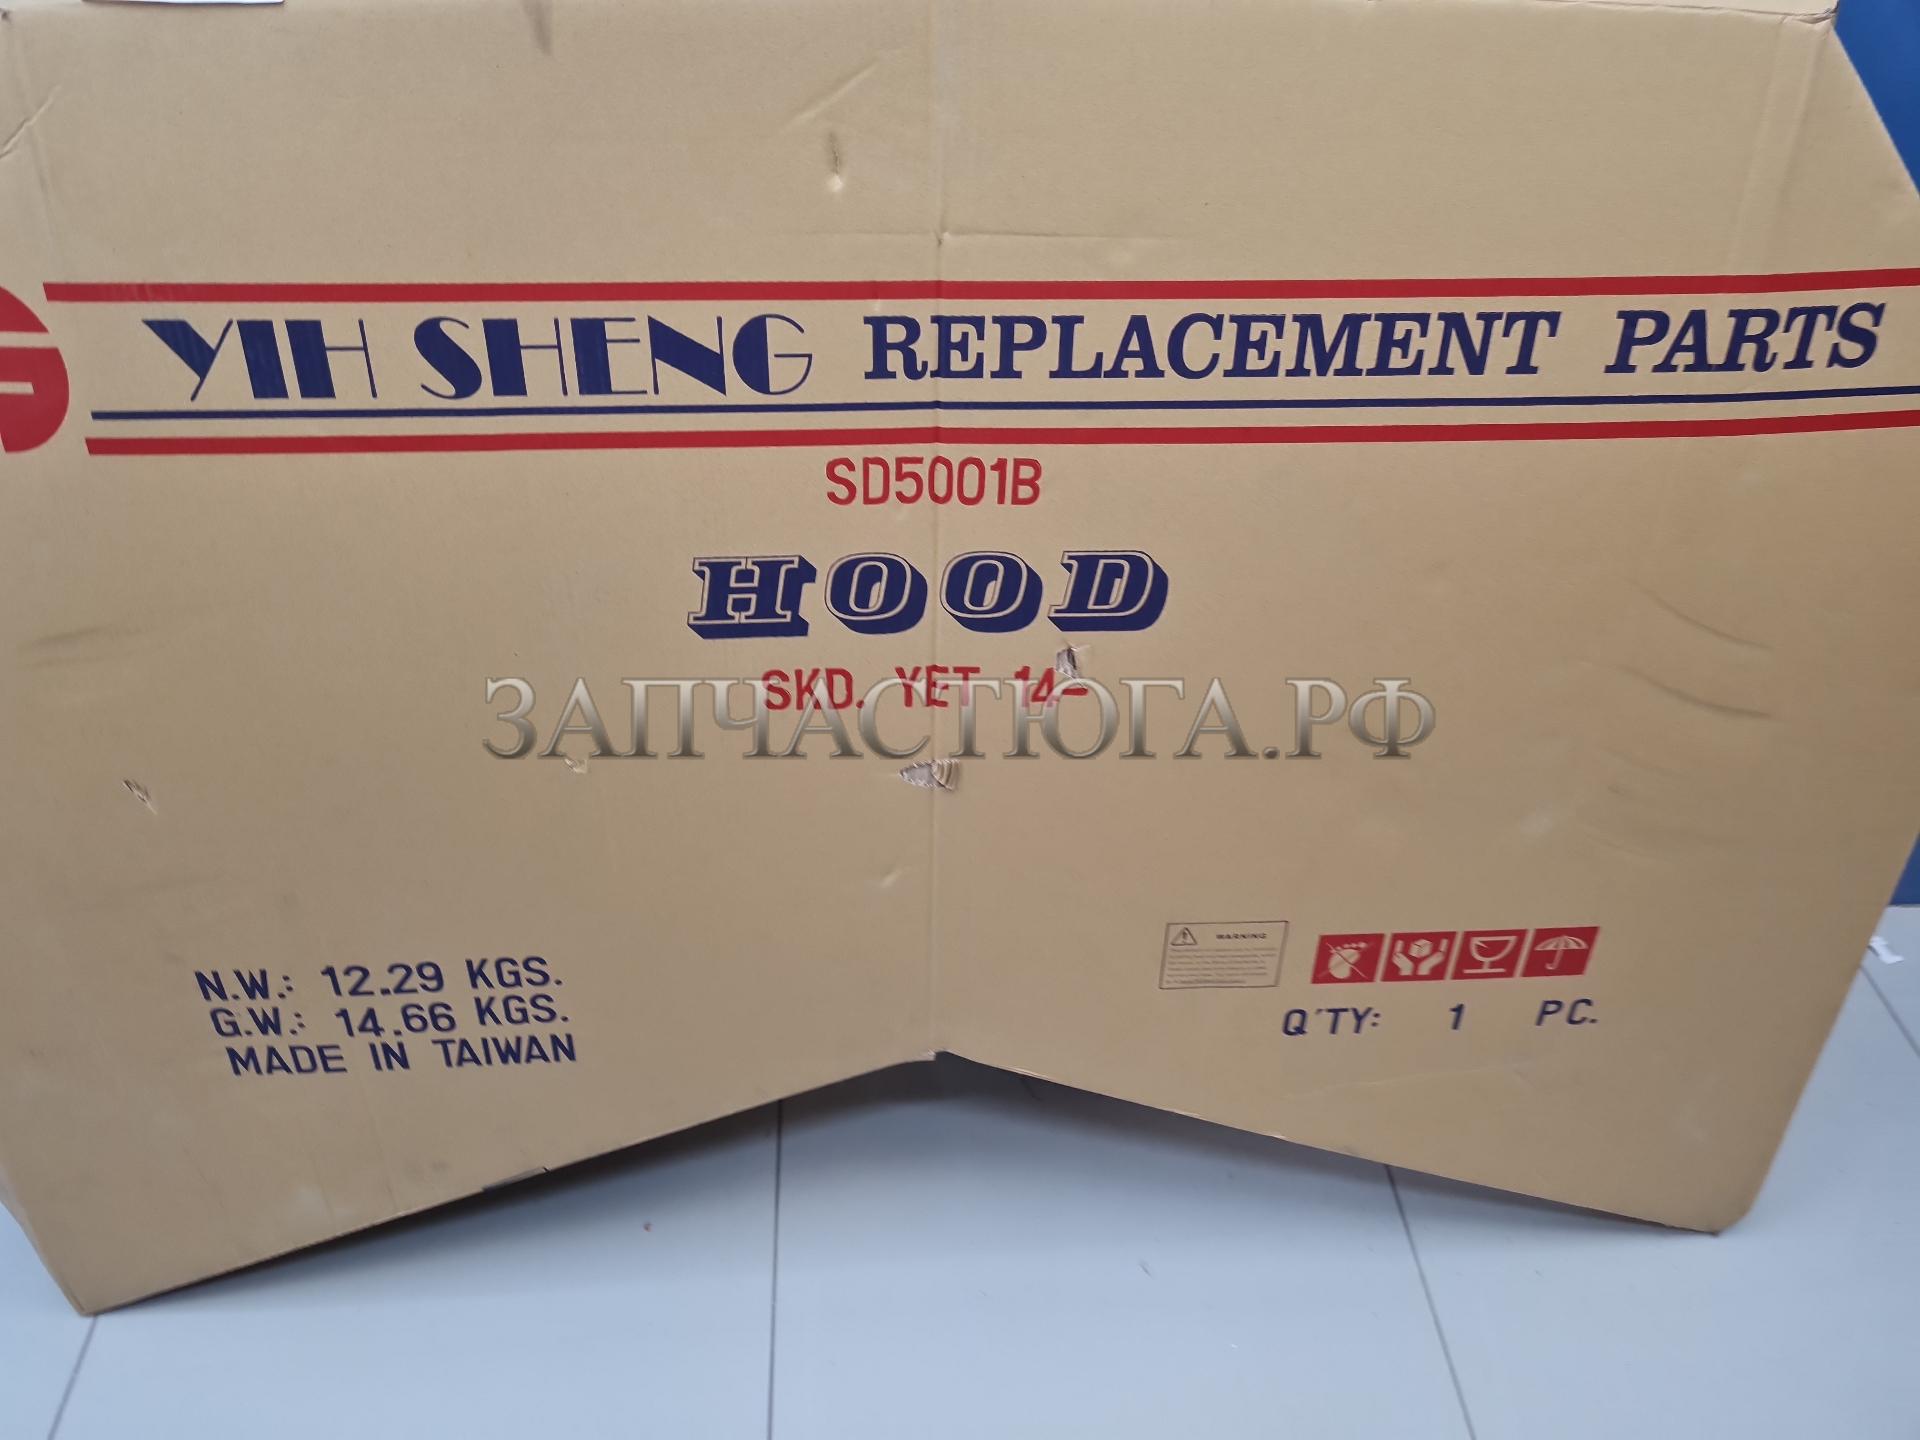 YIH SHENG REPLACEMENT PARTS
SD5001B
HOOD
SKD. YET 14-
ЗАПЧАСТЮГА.РФ
N.W.: 12.29 KGS.
G.W.: 14.66 KGS.
MADE IN TAIWAN
WARNING
Q'TY: 1 PC.